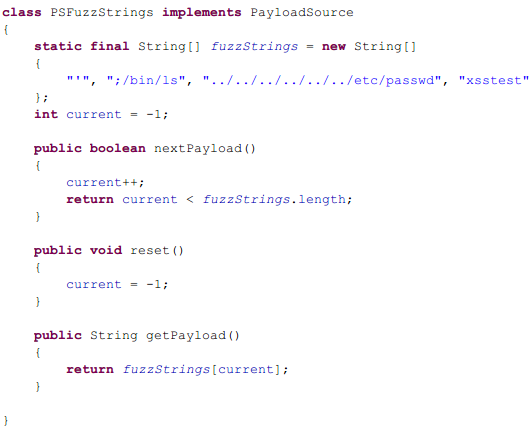 class PSFuzzStrings implements PayloadSource
{
static final String[] fuzzStrings = new String[]
{
"'", ";/bin/ls", "../../../../../../etc/passwd", "xsstest"
};
int current = -1;
public boolean nextPayload()
{
current++;
return current < fuzzStrings.length;
}
public void reset()
{
current = -1;
}
public String getPayload()
{
return fuzzStrings[current];
}
}